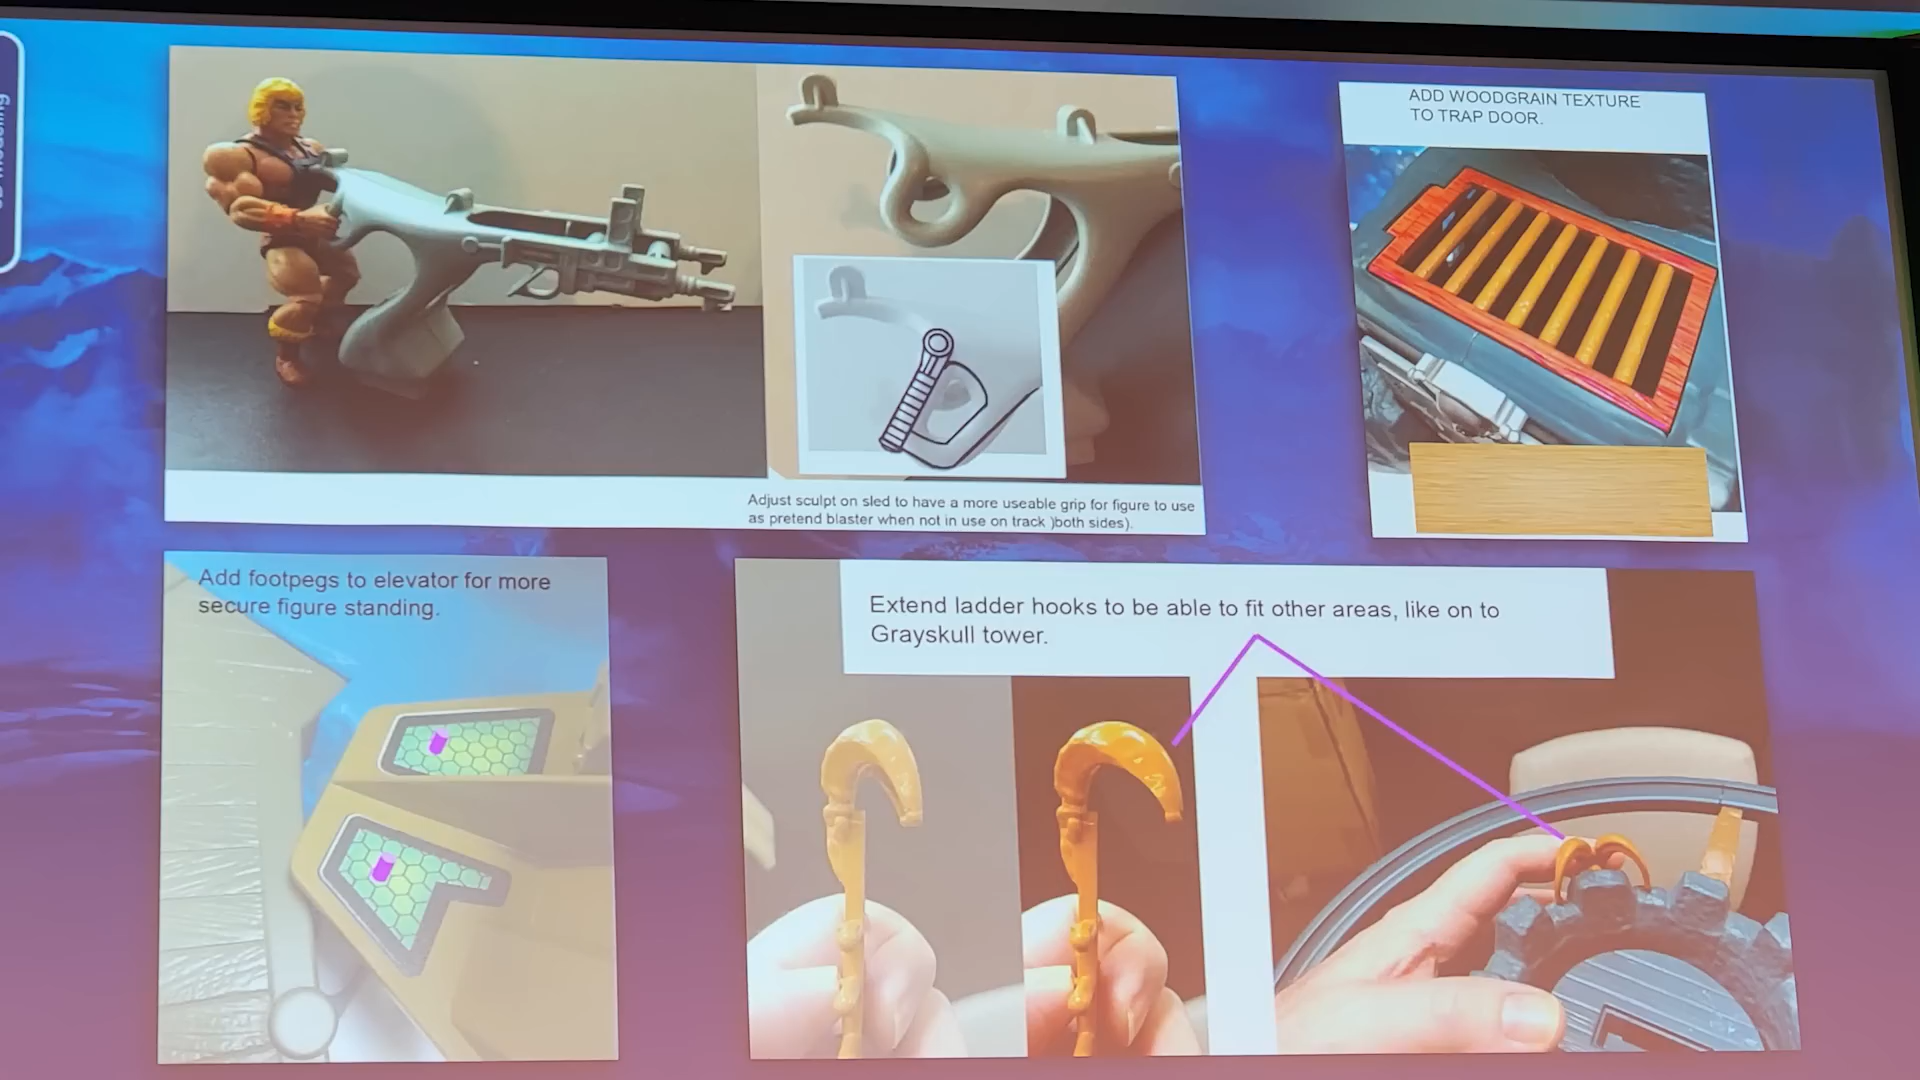 3D Modeling
ADD WOODGRAIN TEXTURE
TO TRAP DOOR.
Adjust sculpt on sled to have a more useable grip for figure to use
as pretend blaster when not in use on track )both sides).
Add footpegs to elevator for more
secure figure standing.
Extend ladder hooks to be able to fit other areas, like on to
Grayskull tower.